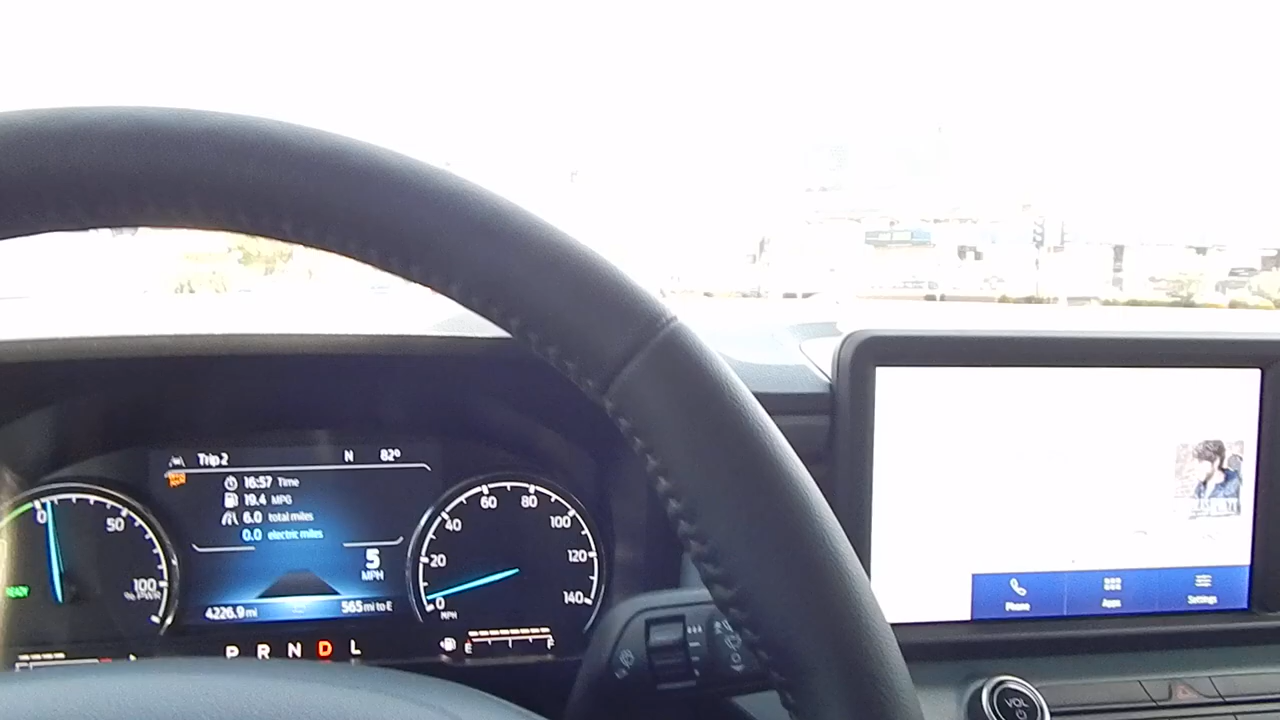 Trip 2 N 82°
16:57 Time
19.4 MPG
6.0 total miles
0.0 electric miles
5
MPH
4226.9 mi 565 mi to E
0 50 100
% PWR
READY
0 20 40 60 80 100 120 140
MPH
P R N D L
E F
Phone Apps Settings
VOL